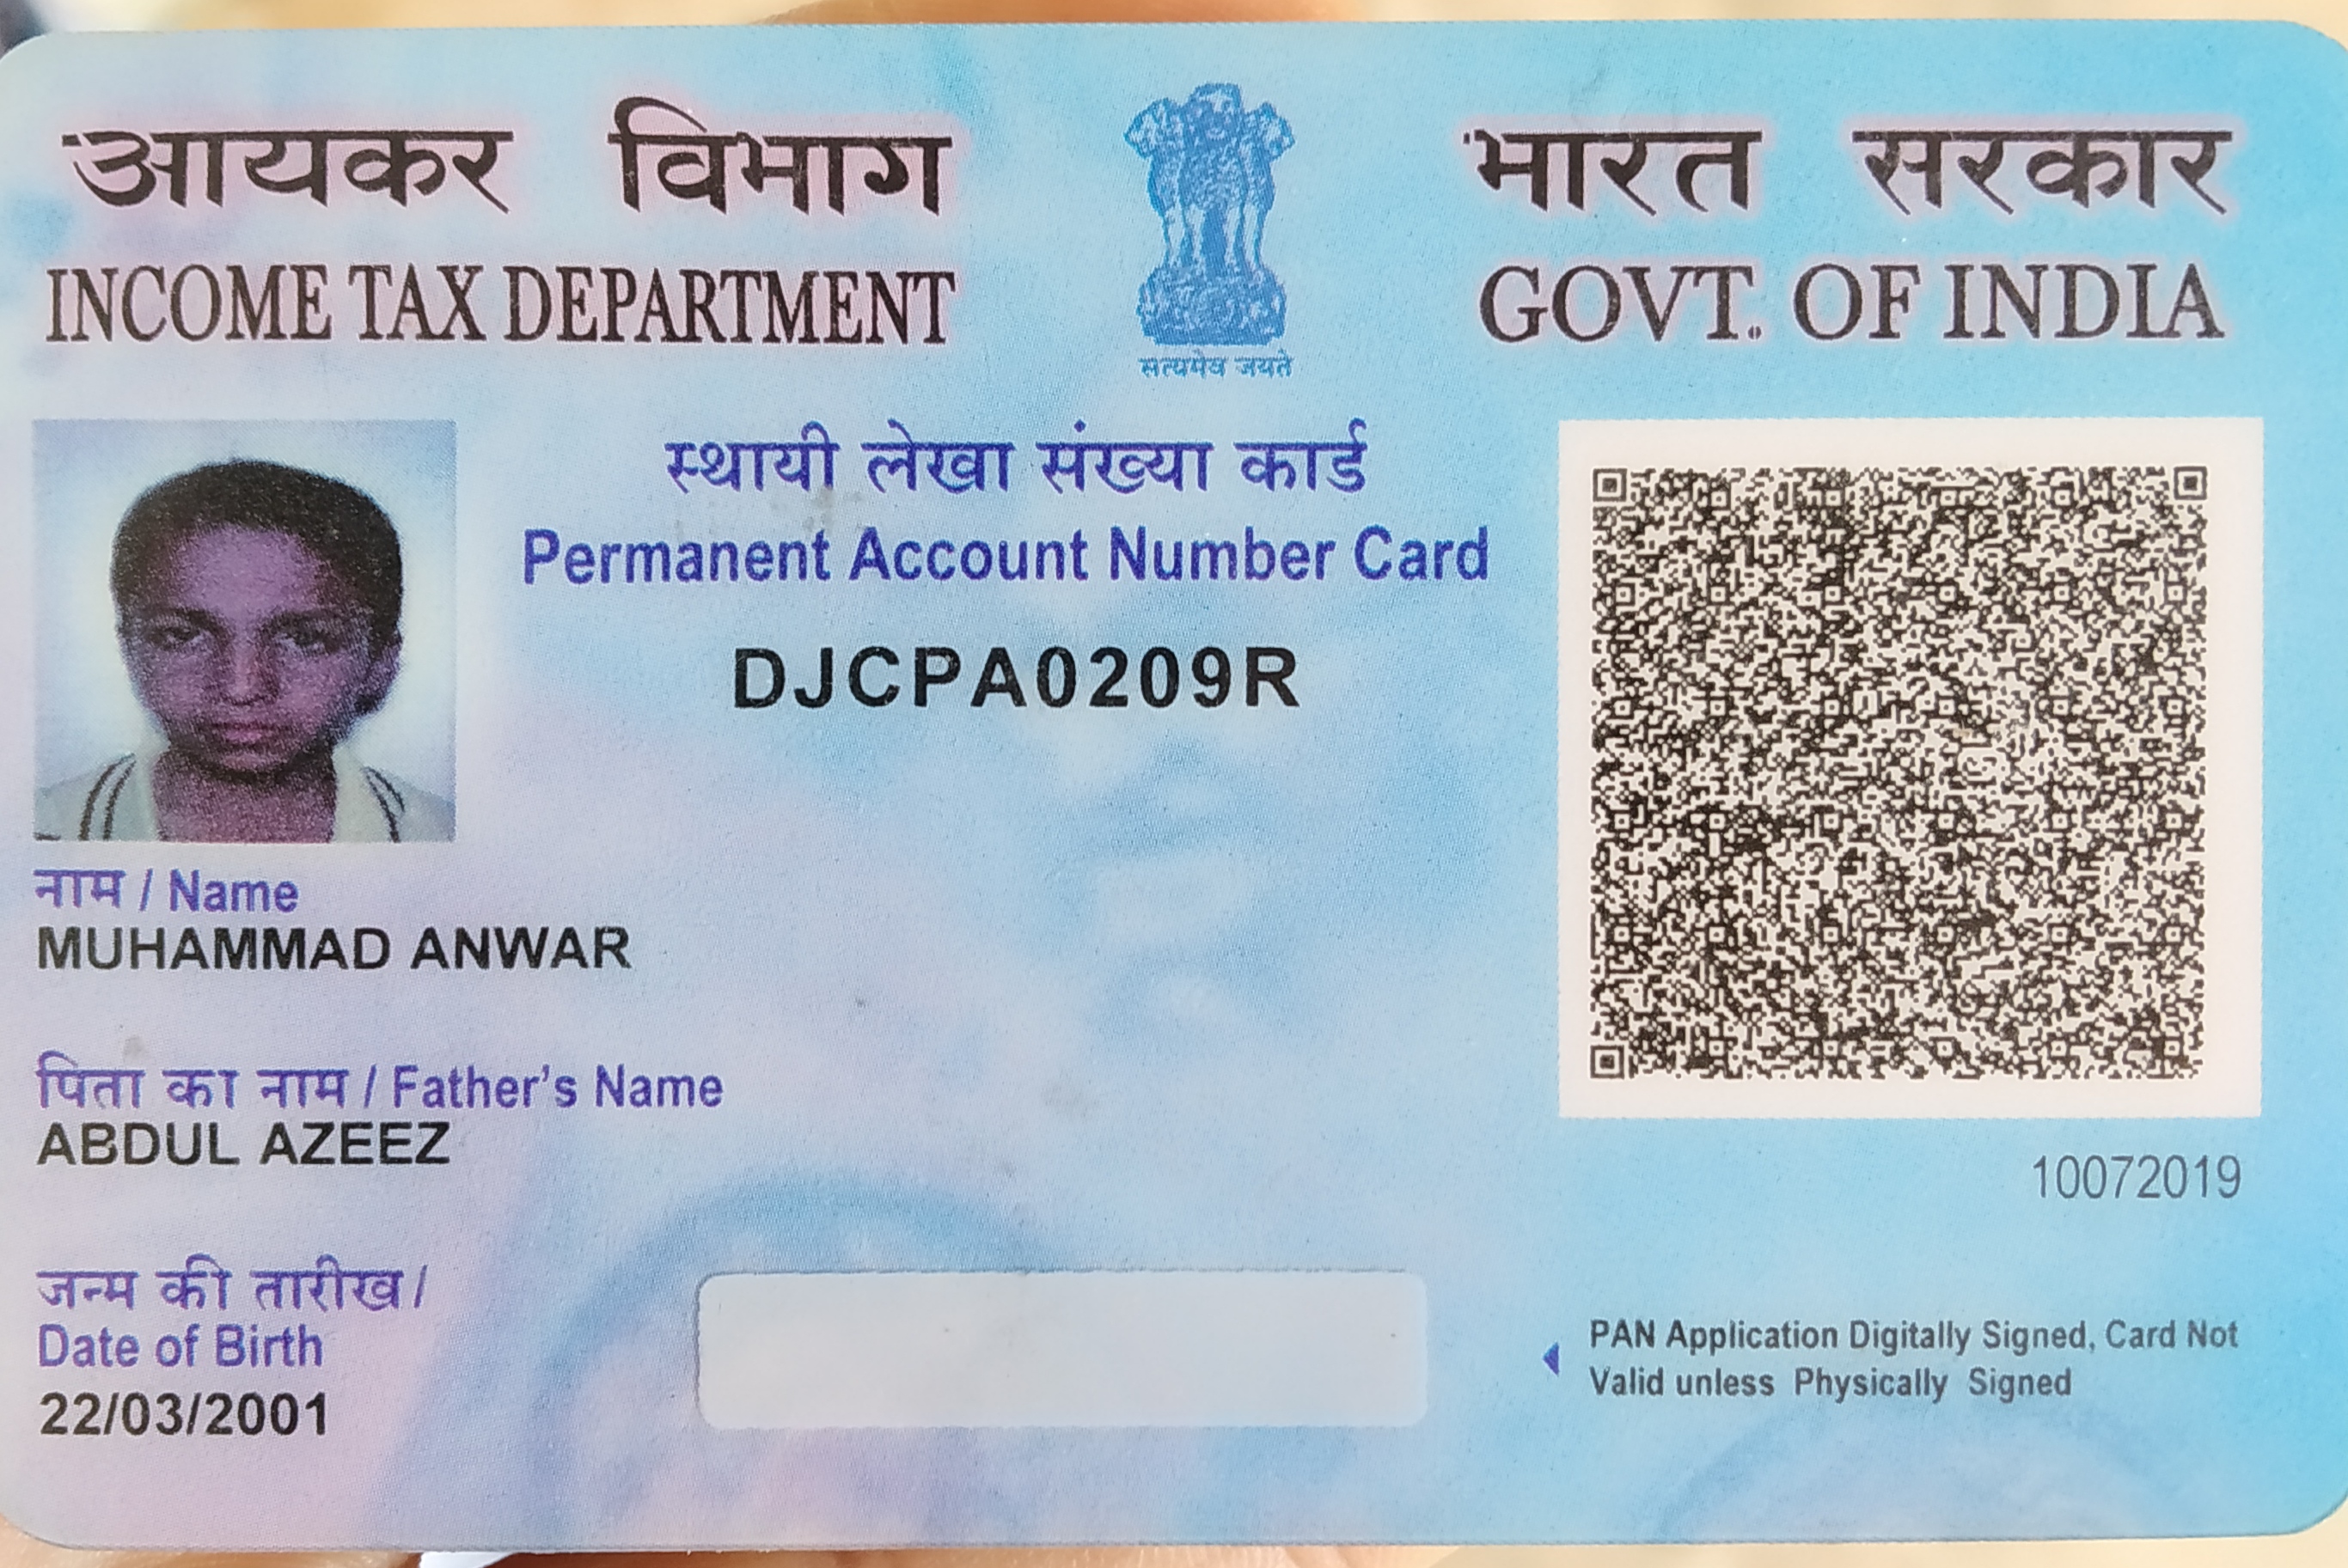 आयकर विभाग
INCOME TAX DEPARTMENT
सत्यमेव जयते
भारत सरकार
GOVT. OF INDIA
स्थायी लेखा संख्या कार्ड
Permanent Account Number Card
DJCPA0209R
नाम / Name
MUHAMMAD ANWAR
पिता का नाम / Father's Name
ABDUL AZEEZ
जन्म की तारीख /
Date of Birth
22/03/2001
10072019
PAN Application Digitally Signed, Card Not
Valid unless Physically Signed